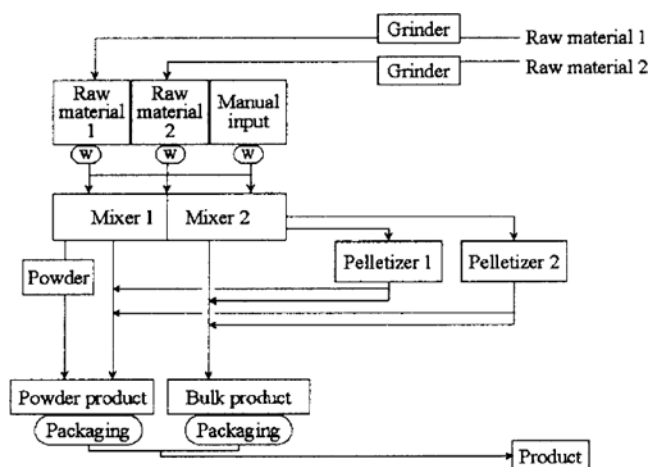 Grinder
Raw material 1
Grinder
Raw material 2
Raw
material
1
Raw
material
2
Manual
input
W
W
W
Mixer 1
Mixer 2
Powder
Pelletizer 1
Pelletizer 2
Powder product
Bulk product
Packaging
Packaging
Product